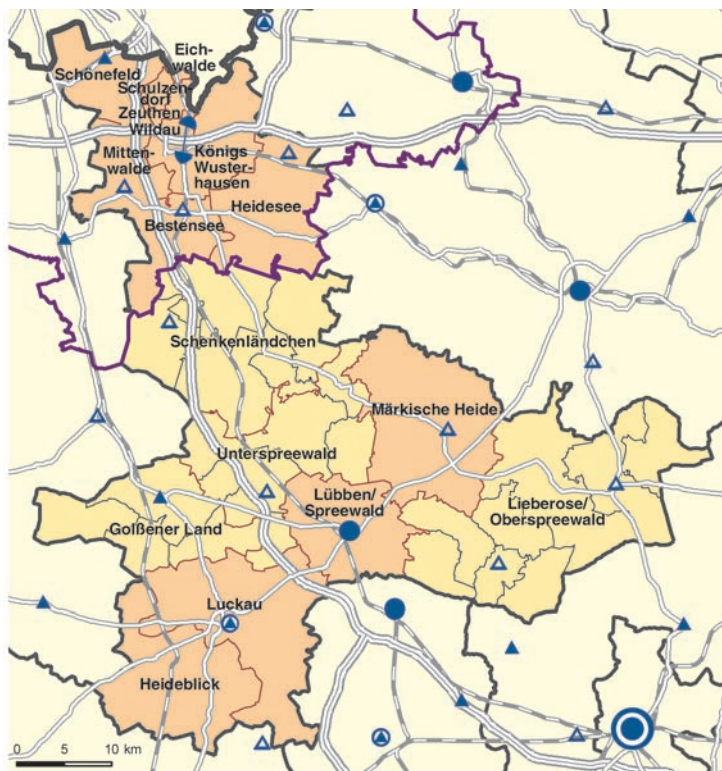 Eich-
walde
Schönefeld
Schulzen-
dorf
Zeuthen
Wildau
Mitten-
walde
Königs
Wuster-
hausen
Heidesee
Bestensee
Schenkenländchen
Märkische Heide
Unterspreewald
Lübben/
Spreewald
Lieberose/
Oberspreewald
Golßener Land
Luckau
Heideblick
0 5 10 km